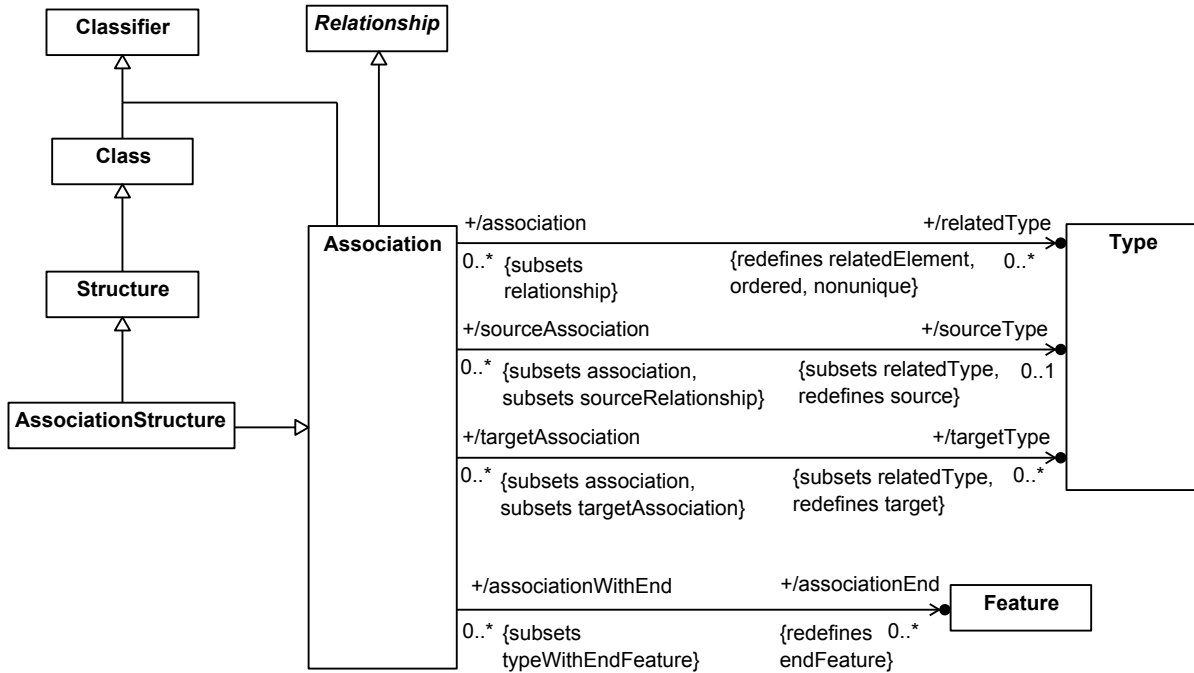 Classifier
Relationship
Class
Structure
AssociationStructure
Association
Type
+/association
+/relatedType
0..*
{subsets
relationship}
{redefines relatedElement,
ordered, nonunique}
0..*
+/sourceAssociation
+/sourceType
0..*
{subsets association,
subsets sourceRelationship}
{subsets relatedType,
redefines source}
0..1
+/targetAssociation
+/targetType
0..*
{subsets association,
subsets targetAssociation}
{subsets relatedType,
redefines target}
0..*
+/associationWithEnd
+/associationEnd
Feature
0..*
{subsets
typeWithEndFeature}
{redefines
endFeature}
0..*